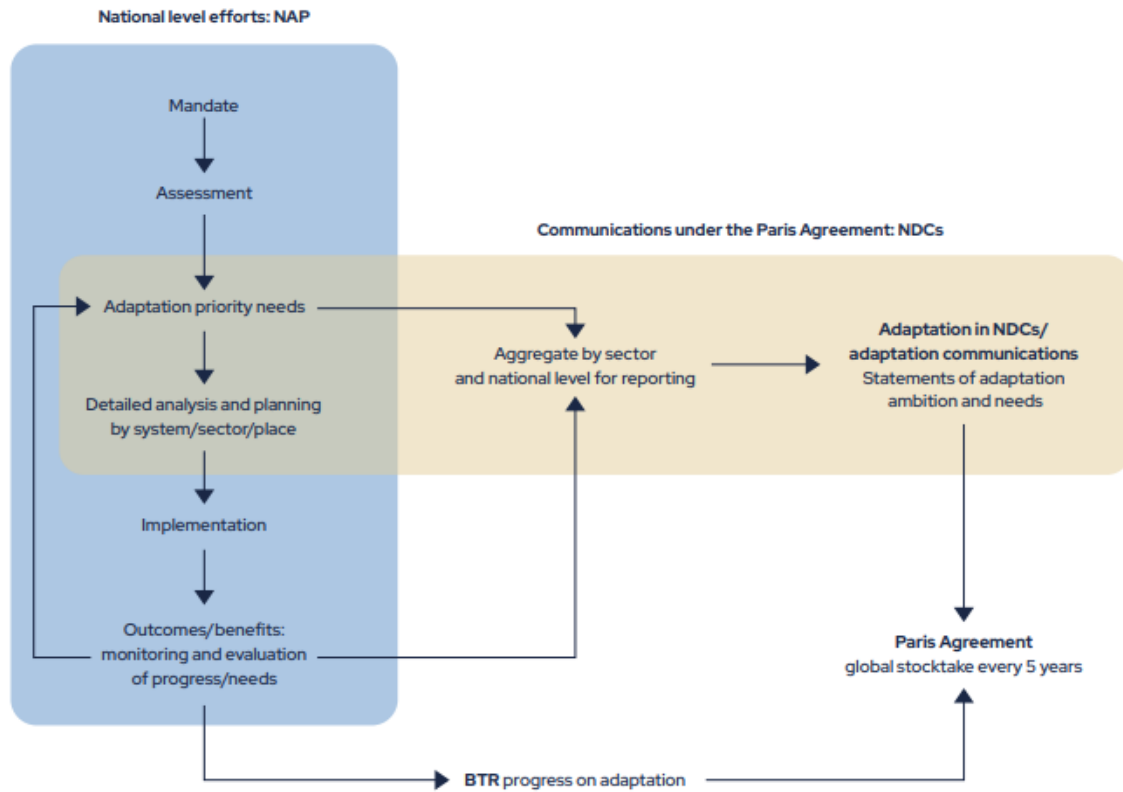 National level efforts: NAP
Mandate
Assessment
Communications under the Paris Agreement: NDCs
Adaptation priority needs
Detailed analysis and planning
by system/sector/place
Aggregate by sector
and national level for reporting
Adaptation in NDCs/
adaptation communications
Statements of adaptation
ambition and needs
Implementation
Outcomes/benefits:
monitoring and evaluation
of progress/needs
Paris Agreement
global stocktake every 5 years
BTR progress on adaptation